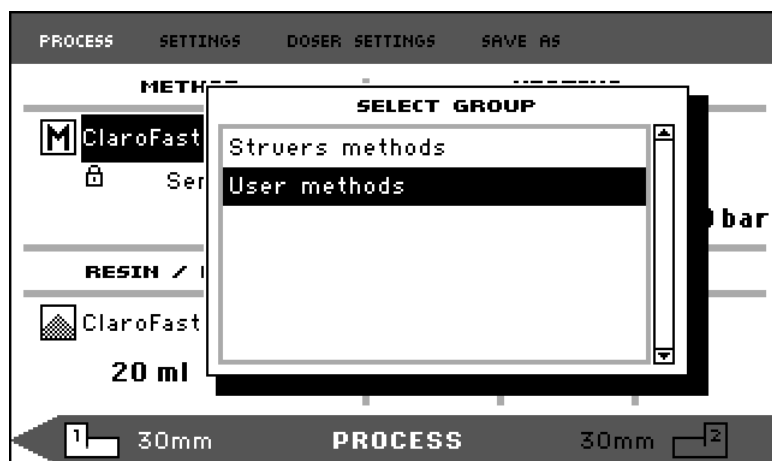 PROCESS SETTINGS DOSER SETTINGS SAVE AS
SELECT GROUP
ClaroFast
Struers methods
User methods
bar
RESIN /
ClaroFast
20 ml
1 30mm PROCESS 30mm 2